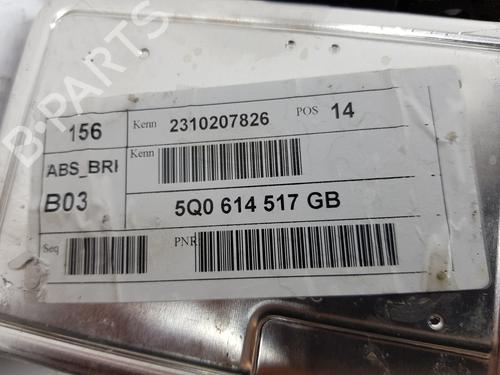 B-PARTS
156
Kenn 2310207826 POS 14
ABS_BRI
Kenn
B03
5Q0 614 517 GB
Seq
PNR